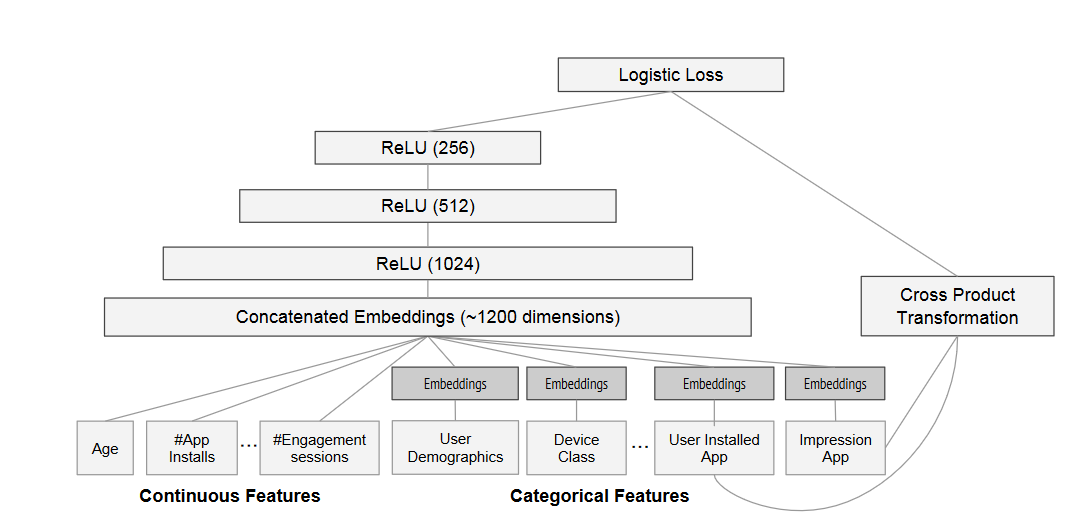 Logistic Loss
ReLU (256)
ReLU (512)
ReLU (1024)
Cross Product
Transformation
Concatenated Embeddings (~1200 dimensions)
Embeddings
Embeddings
Embeddings
Embeddings
Age
#App
Installs
...
#Engagement
sessions
User
Demographics
Device
Class
...
User Installed
App
Impression
App
Continuous Features
Categorical Features